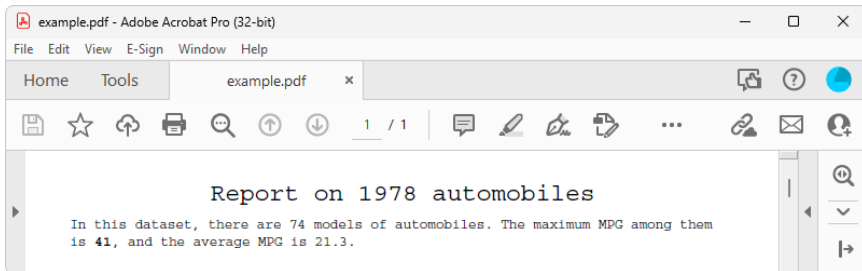 example.pdf - Adobe Acrobat Pro (32-bit)
File Edit View E-Sign Window Help
Home Tools example.pdf ×
1 / 1
Report on 1978 automobiles
In this dataset, there are 74 models of automobiles. The maximum MPG among them
is 41, and the average MPG is 21.3.